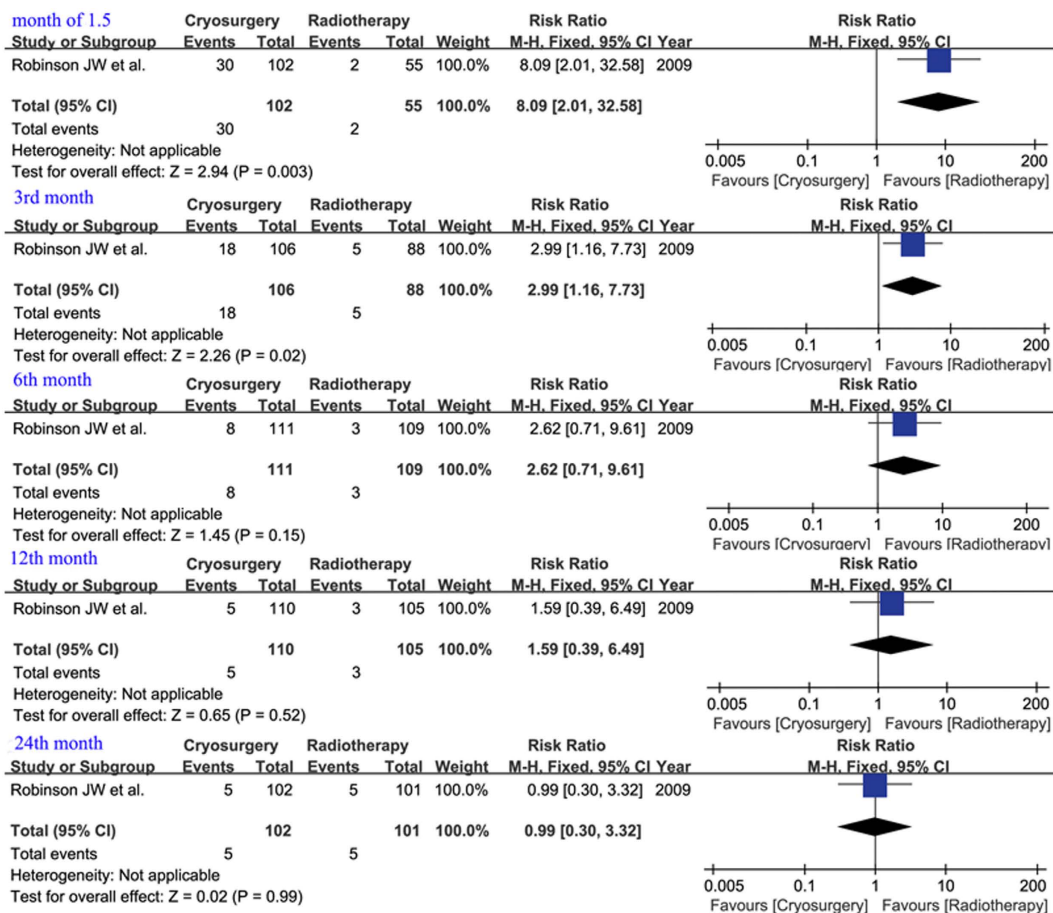 month of 1.5 Cryosurgery Radiotherapy Risk Ratio Risk Ratio
Study or Subgroup Events Total Events Total Weight M-H, Fixed, 95% CI Year M-H, Fixed, 95% CI
Robinson JW et al. 30 102 2 55 100.0% 8.09 [2.01, 32.58] 2009
Total (95% CI) 102 55 100.0% 8.09 [2.01, 32.58]
Total events 30 2
Heterogeneity: Not applicable
Test for overall effect: Z = 2.94 (P = 0.003)
0.005 0.1 1 10 200
Favours [Cryosurgery] Favours [Radiotherapy]
3rd month Cryosurgery Radiotherapy Risk Ratio Risk Ratio
Study or Subgroup Events Total Events Total Weight M-H, Fixed, 95% CI Year M-H, Fixed, 95% CI
Robinson JW et al. 18 106 5 88 100.0% 2.99 [1.16, 7.73] 2009
Total (95% CI) 106 88 100.0% 2.99 [1.16, 7.73]
Total events 18 5
Heterogeneity: Not applicable
Test for overall effect: Z = 2.26 (P = 0.02)
0.005 0.1 1 10 200
Favours [Cryosurgery] Favours [Radiotherapy]
6th month Cryosurgery Radiotherapy Risk Ratio Risk Ratio
Study or Subgroup Events Total Events Total Weight M-H, Fixed, 95% CI Year M-H, Fixed, 95% CI
Robinson JW et al. 8 111 3 109 100.0% 2.62 [0.71, 9.61] 2009
Total (95% CI) 111 109 100.0% 2.62 [0.71, 9.61]
Total events 8 3
Heterogeneity: Not applicable
Test for overall effect: Z = 1.45 (P = 0.15)
0.005 0.1 1 10 200
Favours [Cryosurgery] Favours [Radiotherapy]
12th month Cryosurgery Radiotherapy Risk Ratio Risk Ratio
Study or Subgroup Events Total Events Total Weight M-H, Fixed, 95% CI Year M-H, Fixed, 95% CI
Robinson JW et al. 5 110 3 105 100.0% 1.59 [0.39, 6.49] 2009
Total (95% CI) 110 105 100.0% 1.59 [0.39, 6.49]
Total events 5 3
Heterogeneity: Not applicable
Test for overall effect: Z = 0.65 (P = 0.52)
0.005 0.1 1 10 200
Favours [Cryosurgery] Favours [Radiotherapy]
24th month Cryosurgery Radiotherapy Risk Ratio Risk Ratio
Study or Subgroup Events Total Events Total Weight M-H, Fixed, 95% CI Year M-H, Fixed, 95% CI
Robinson JW et al. 5 102 5 101 100.0% 0.99 [0.30, 3.32] 2009
Total (95% CI) 102 101 100.0% 0.99 [0.30, 3.32]
Total events 5 5
Heterogeneity: Not applicable
Test for overall effect: Z = 0.02 (P = 0.99)
0.005 0.1 1 10 200
Favours [Cryosurgery] Favours [Radiotherapy]